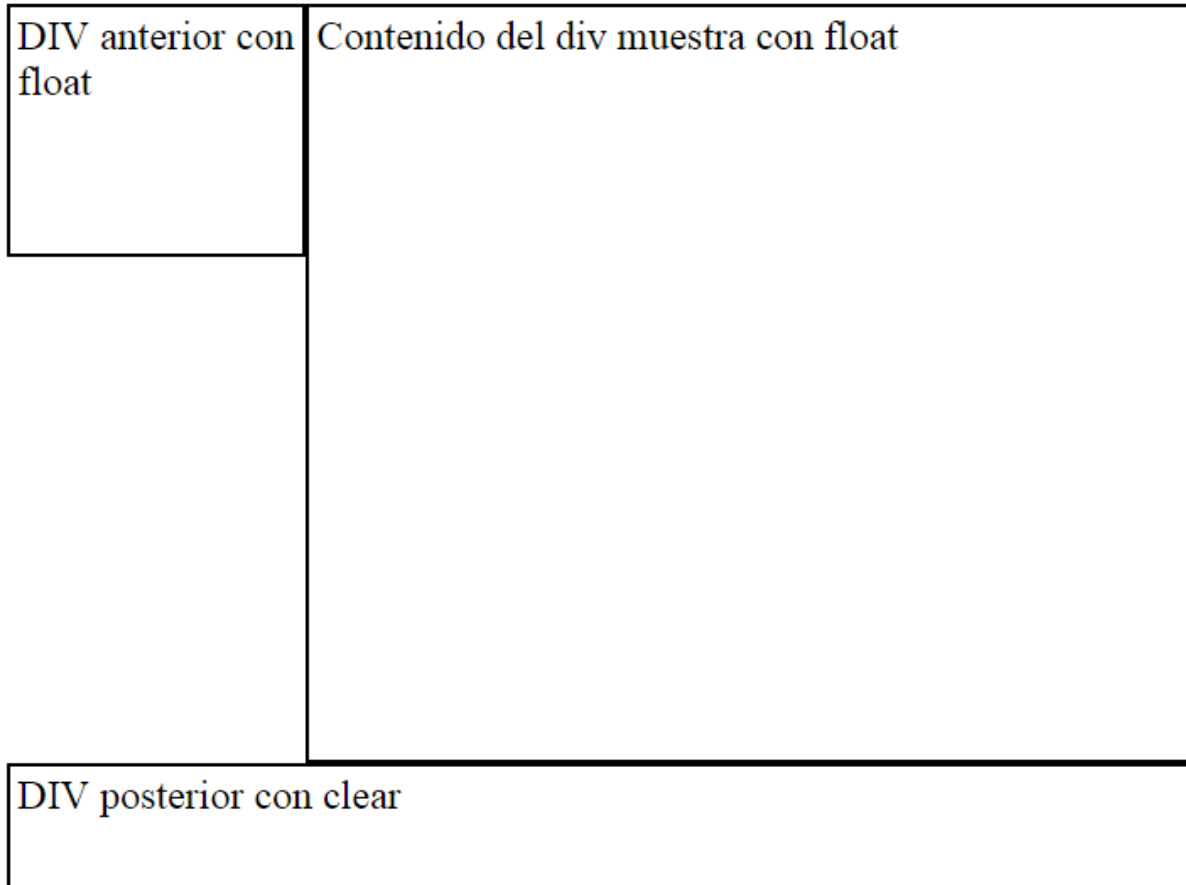 DIV anterior con
float
Contenido del div muestra con float
DIV posterior con clear